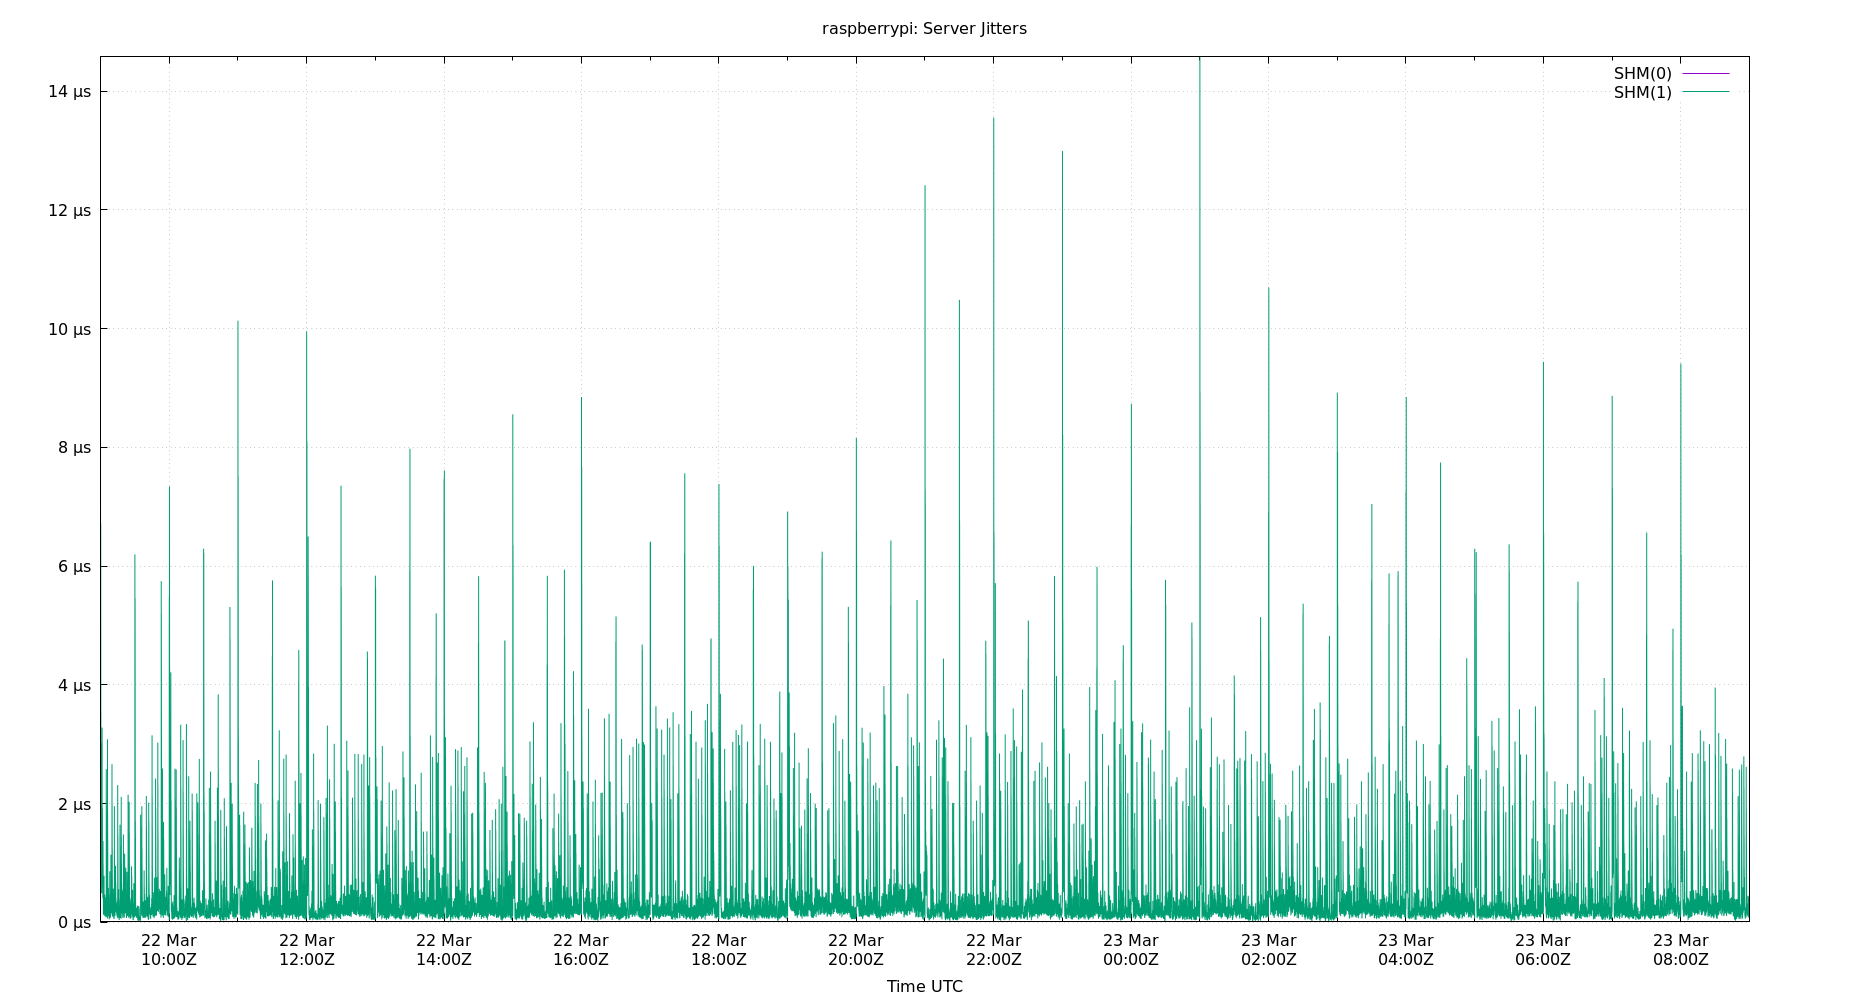 raspberrypi: Server Jitters
SHM(0)
SHM(1)
14 µs
12 µs
10 µs
8 µs
6 µs
4 µs
2 µs
0 µs
22 Mar 22 Mar 22 Mar 22 Mar 22 Mar 22 Mar 22 Mar 23 Mar 23 Mar 23 Mar 23 Mar 23 Mar
10:00Z 12:00Z 14:00Z 16:00Z 18:00Z 20:00Z 22:00Z 00:00Z 02:00Z 04:00Z 06:00Z 08:00Z
Time UTC